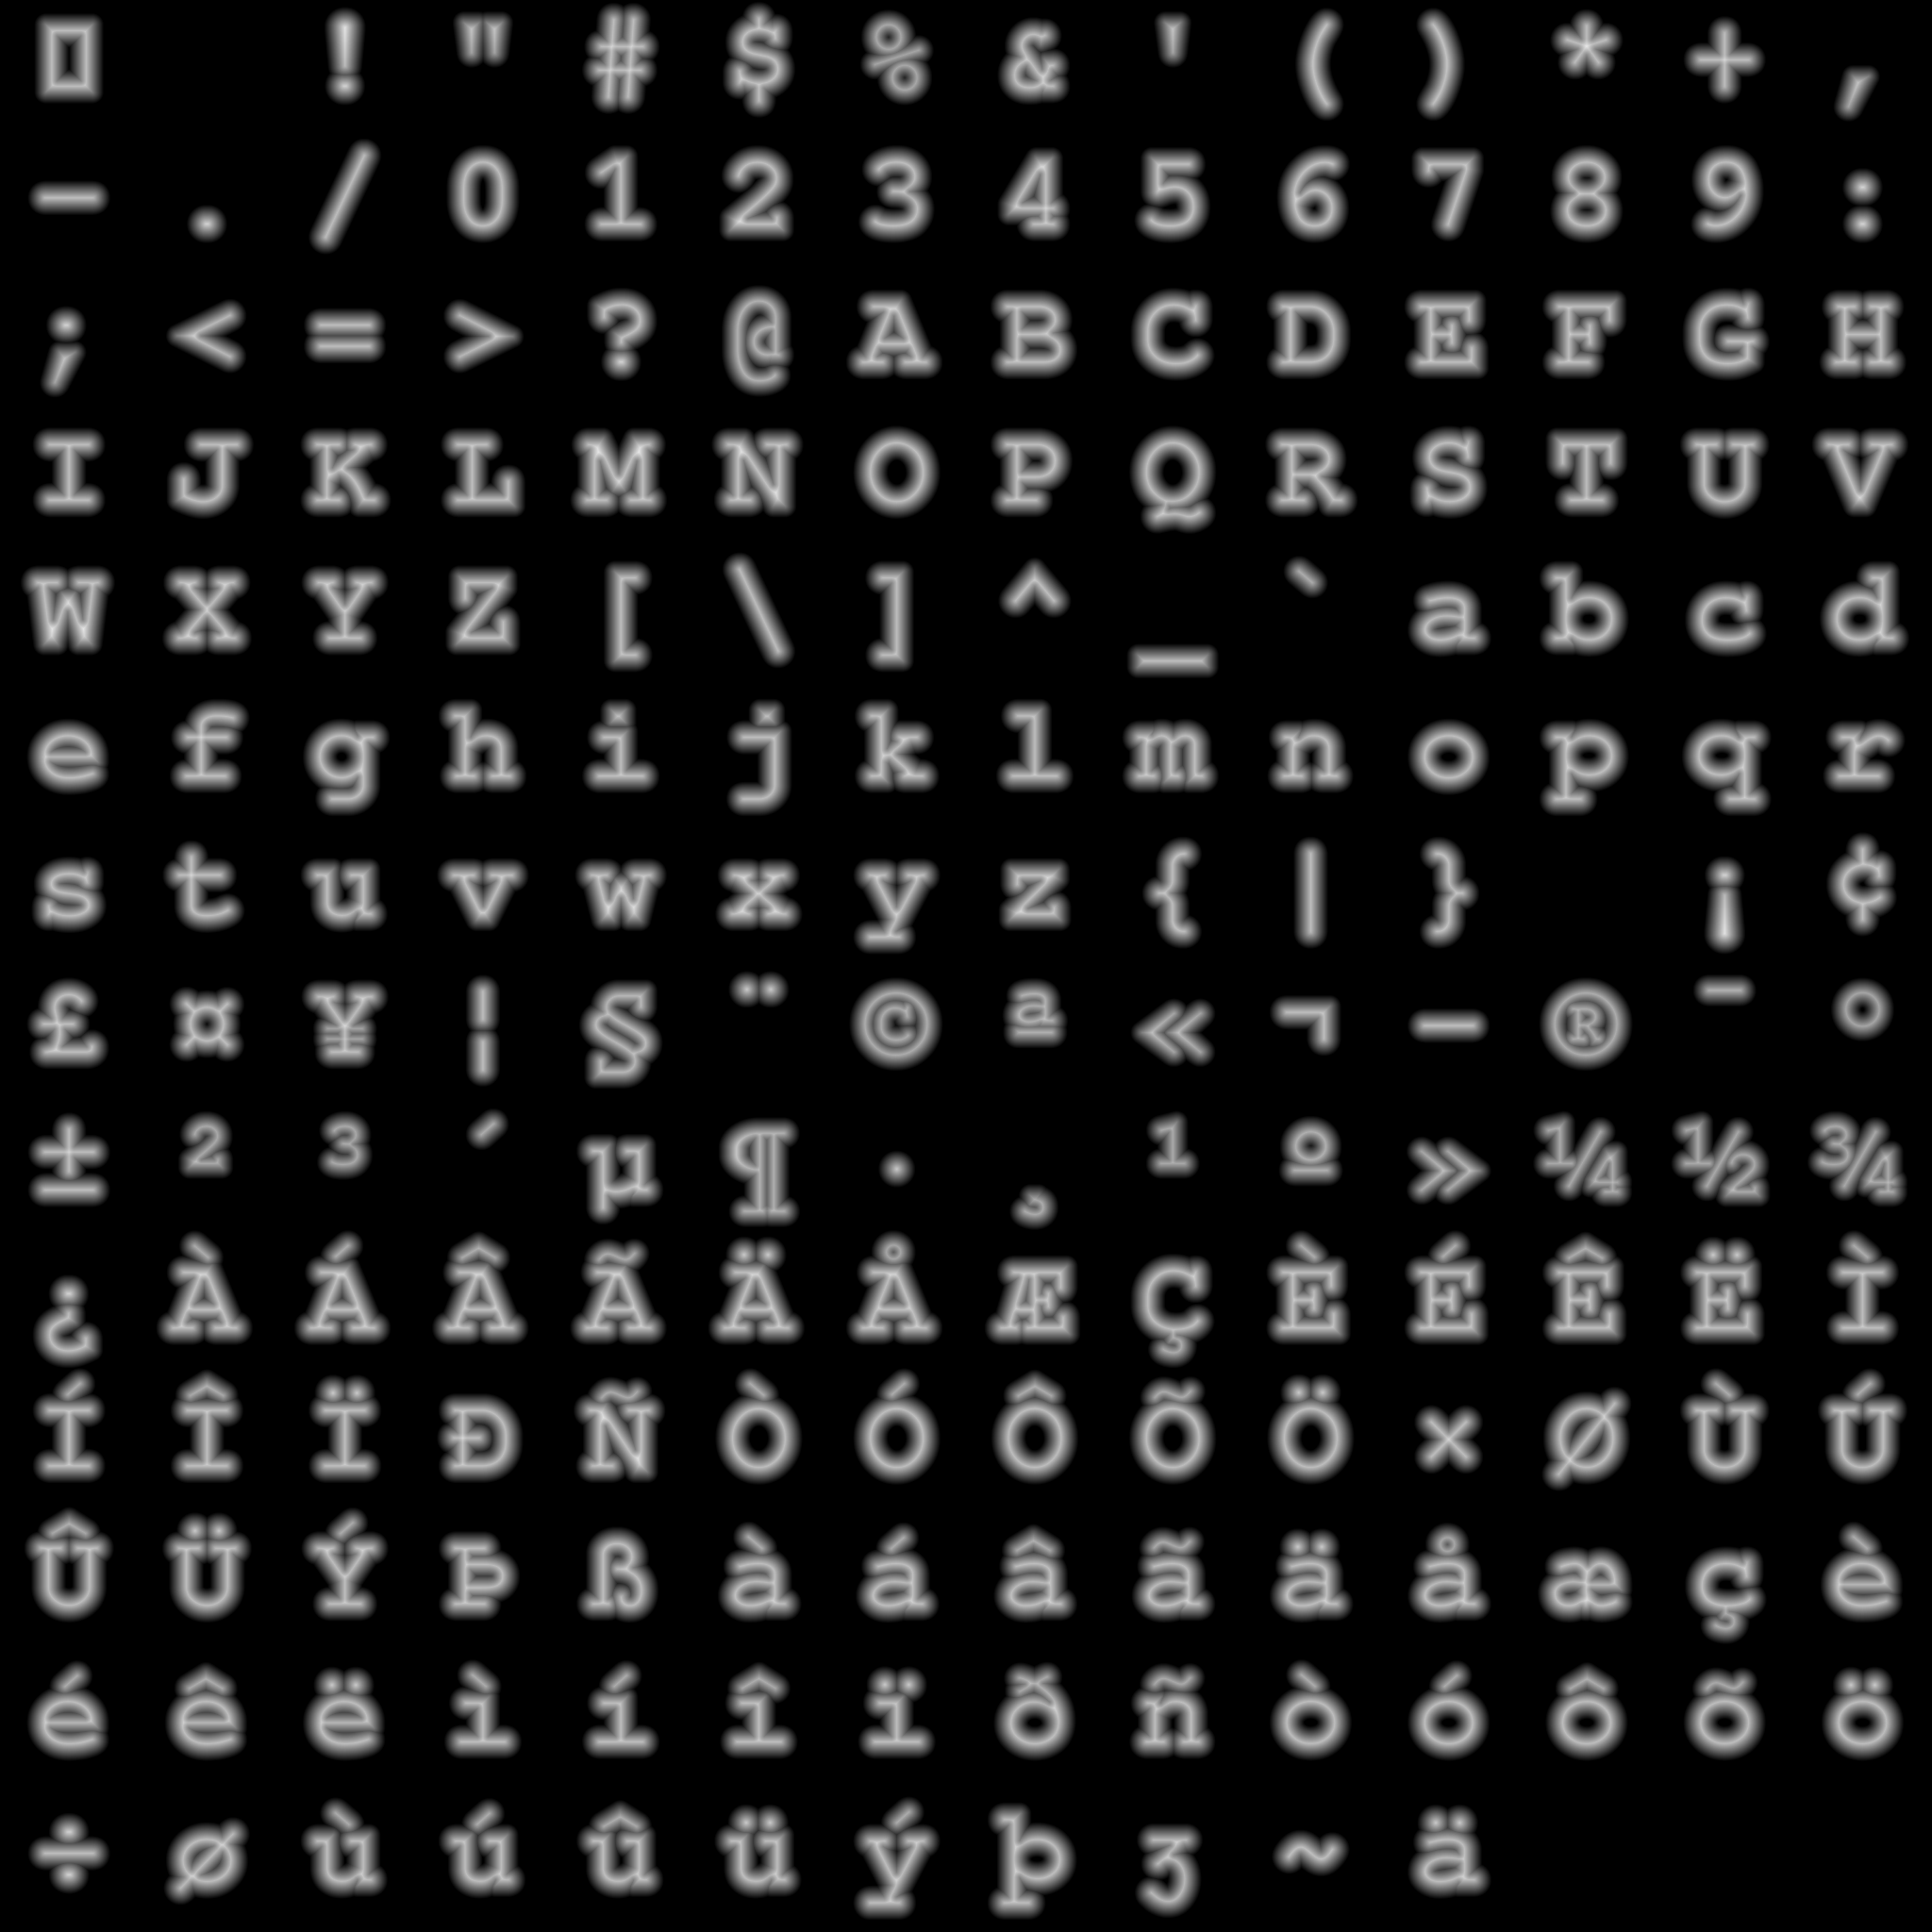 ▯ ! " # $ % & ' ( ) * + ,
- . / 0 1 2 3 4 5 6 7 8 9 :
; < = > ? @ A B C D E F G H
I J K L M N O P Q R S T U V
W X Y Z [ \ ] ^ _ ` a b c d
e f g h i j k l m n o p q r
s t u v w x y z { | } ¡ ¢
£ ¤ ¥ ¦ § ¨ © ª « ¬ - ® ¯ °
± ² ³ ´ µ ¶ · ¸ ¹ º » ¼ ½ ¾
¿ À Á Â Ã Ä Å Æ Ç È É Ê Ë Ì
Í Î Ï Ð Ñ Ò Ó Ô Õ Ö × Ø Ù Ú
Û Ü Ý Þ ß à á â ã ä å æ ç è
é ê ë ì í î ï ð ñ ò ó ô õ ö
÷ ø ù ú û ü ý þ ʒ ~ ä